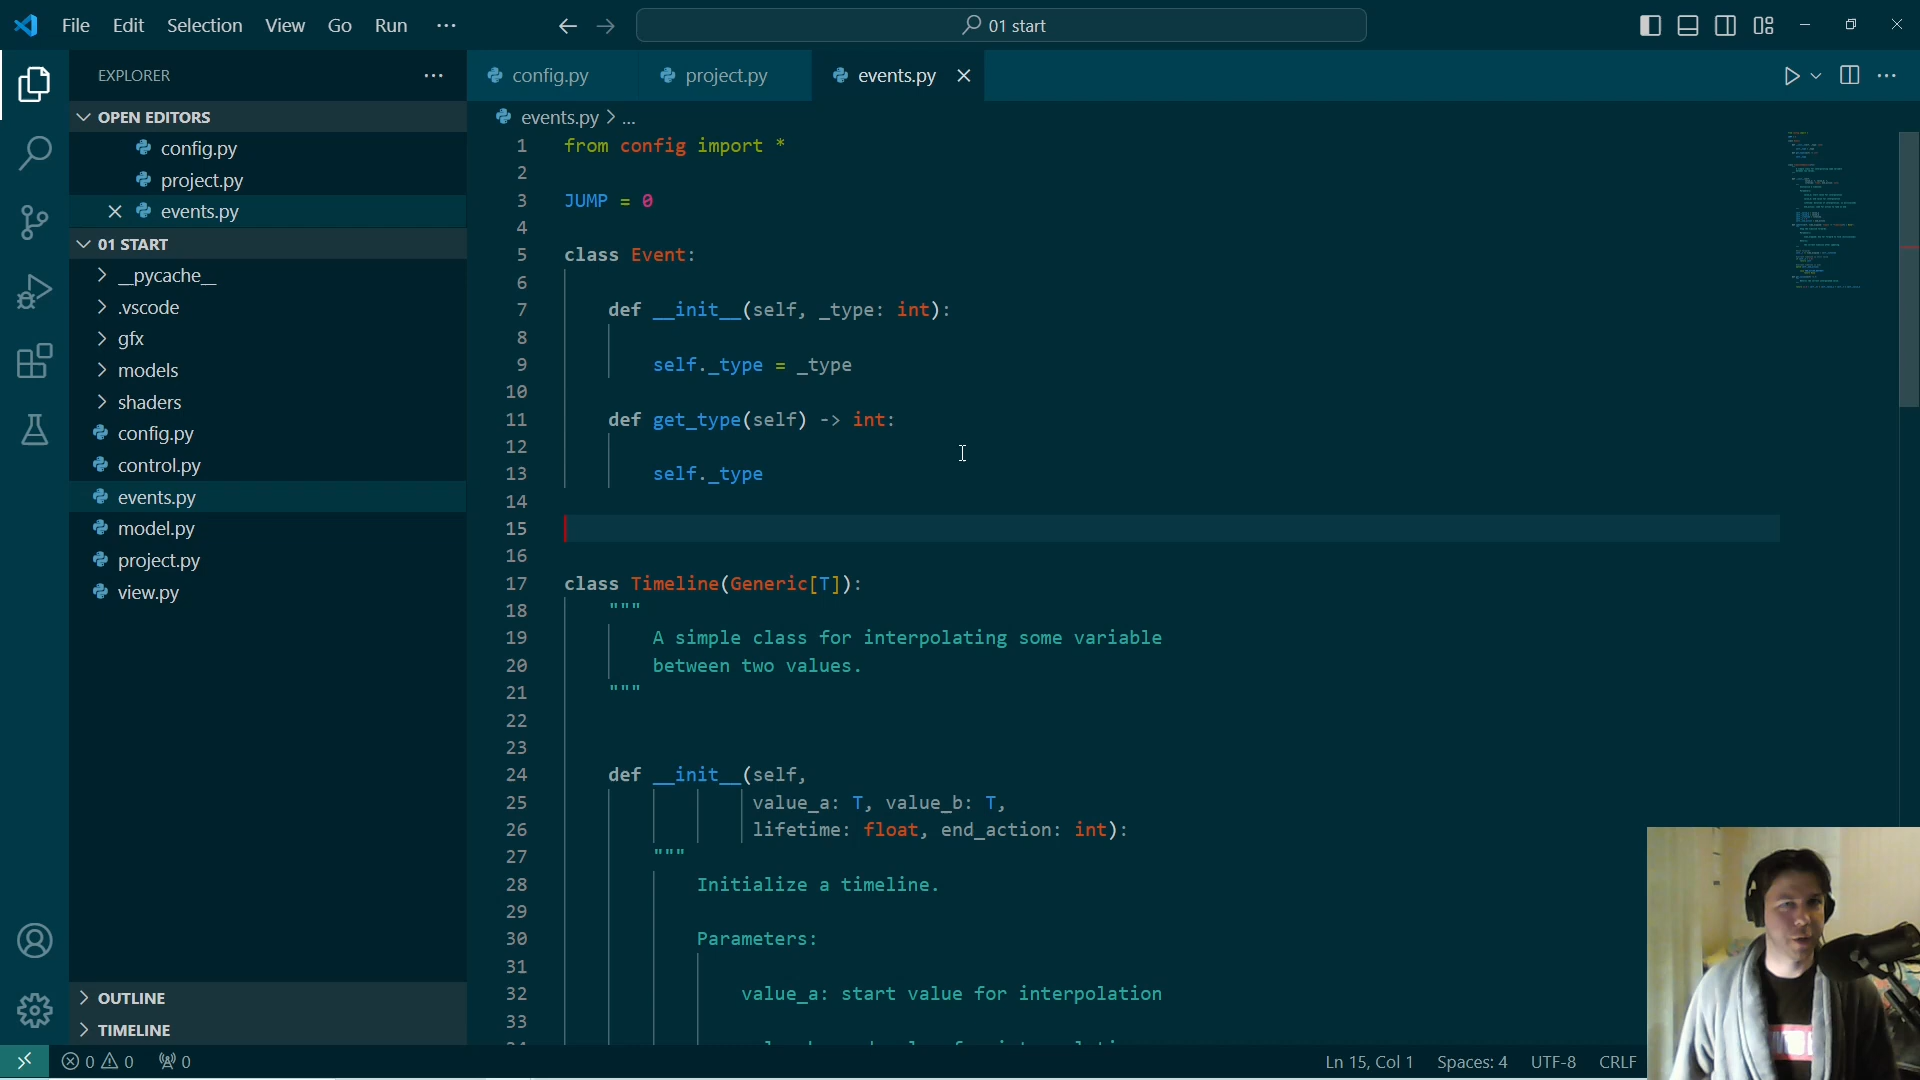 File Edit Selection View Go Run ···
01 start
EXPLORER ···
OPEN EDITORS
config.py
project.py
events.py
01 START
__pycache__
.vscode
gfx
models
shaders
config.py
control.py
events.py
model.py
project.py
view.py
OUTLINE
TIMELINE
config.py project.py events.py
events.py > ...
1 from config import *
2
3 JUMP = 0
4
5 class Event:
6
7 def __init__(self, _type: int):
8
9 self._type = _type
10
11 def get_type(self) -> int:
12
13 self._type
14
15
16
17 class Timeline(Generic[T]):
18 """
19 A simple class for interpolating some variable
20 between two values.
21 """
22
23
24 def __init__(self,
25 value_a: T, value_b: T,
26 lifetime: float, end_action: int):
27 """
28 Initialize a timeline.
29
30 Parameters:
31
32 value_a: start value for interpolation
33
0 0 0
Ln 15, Col 1 Spaces: 4 UTF-8 CRLF